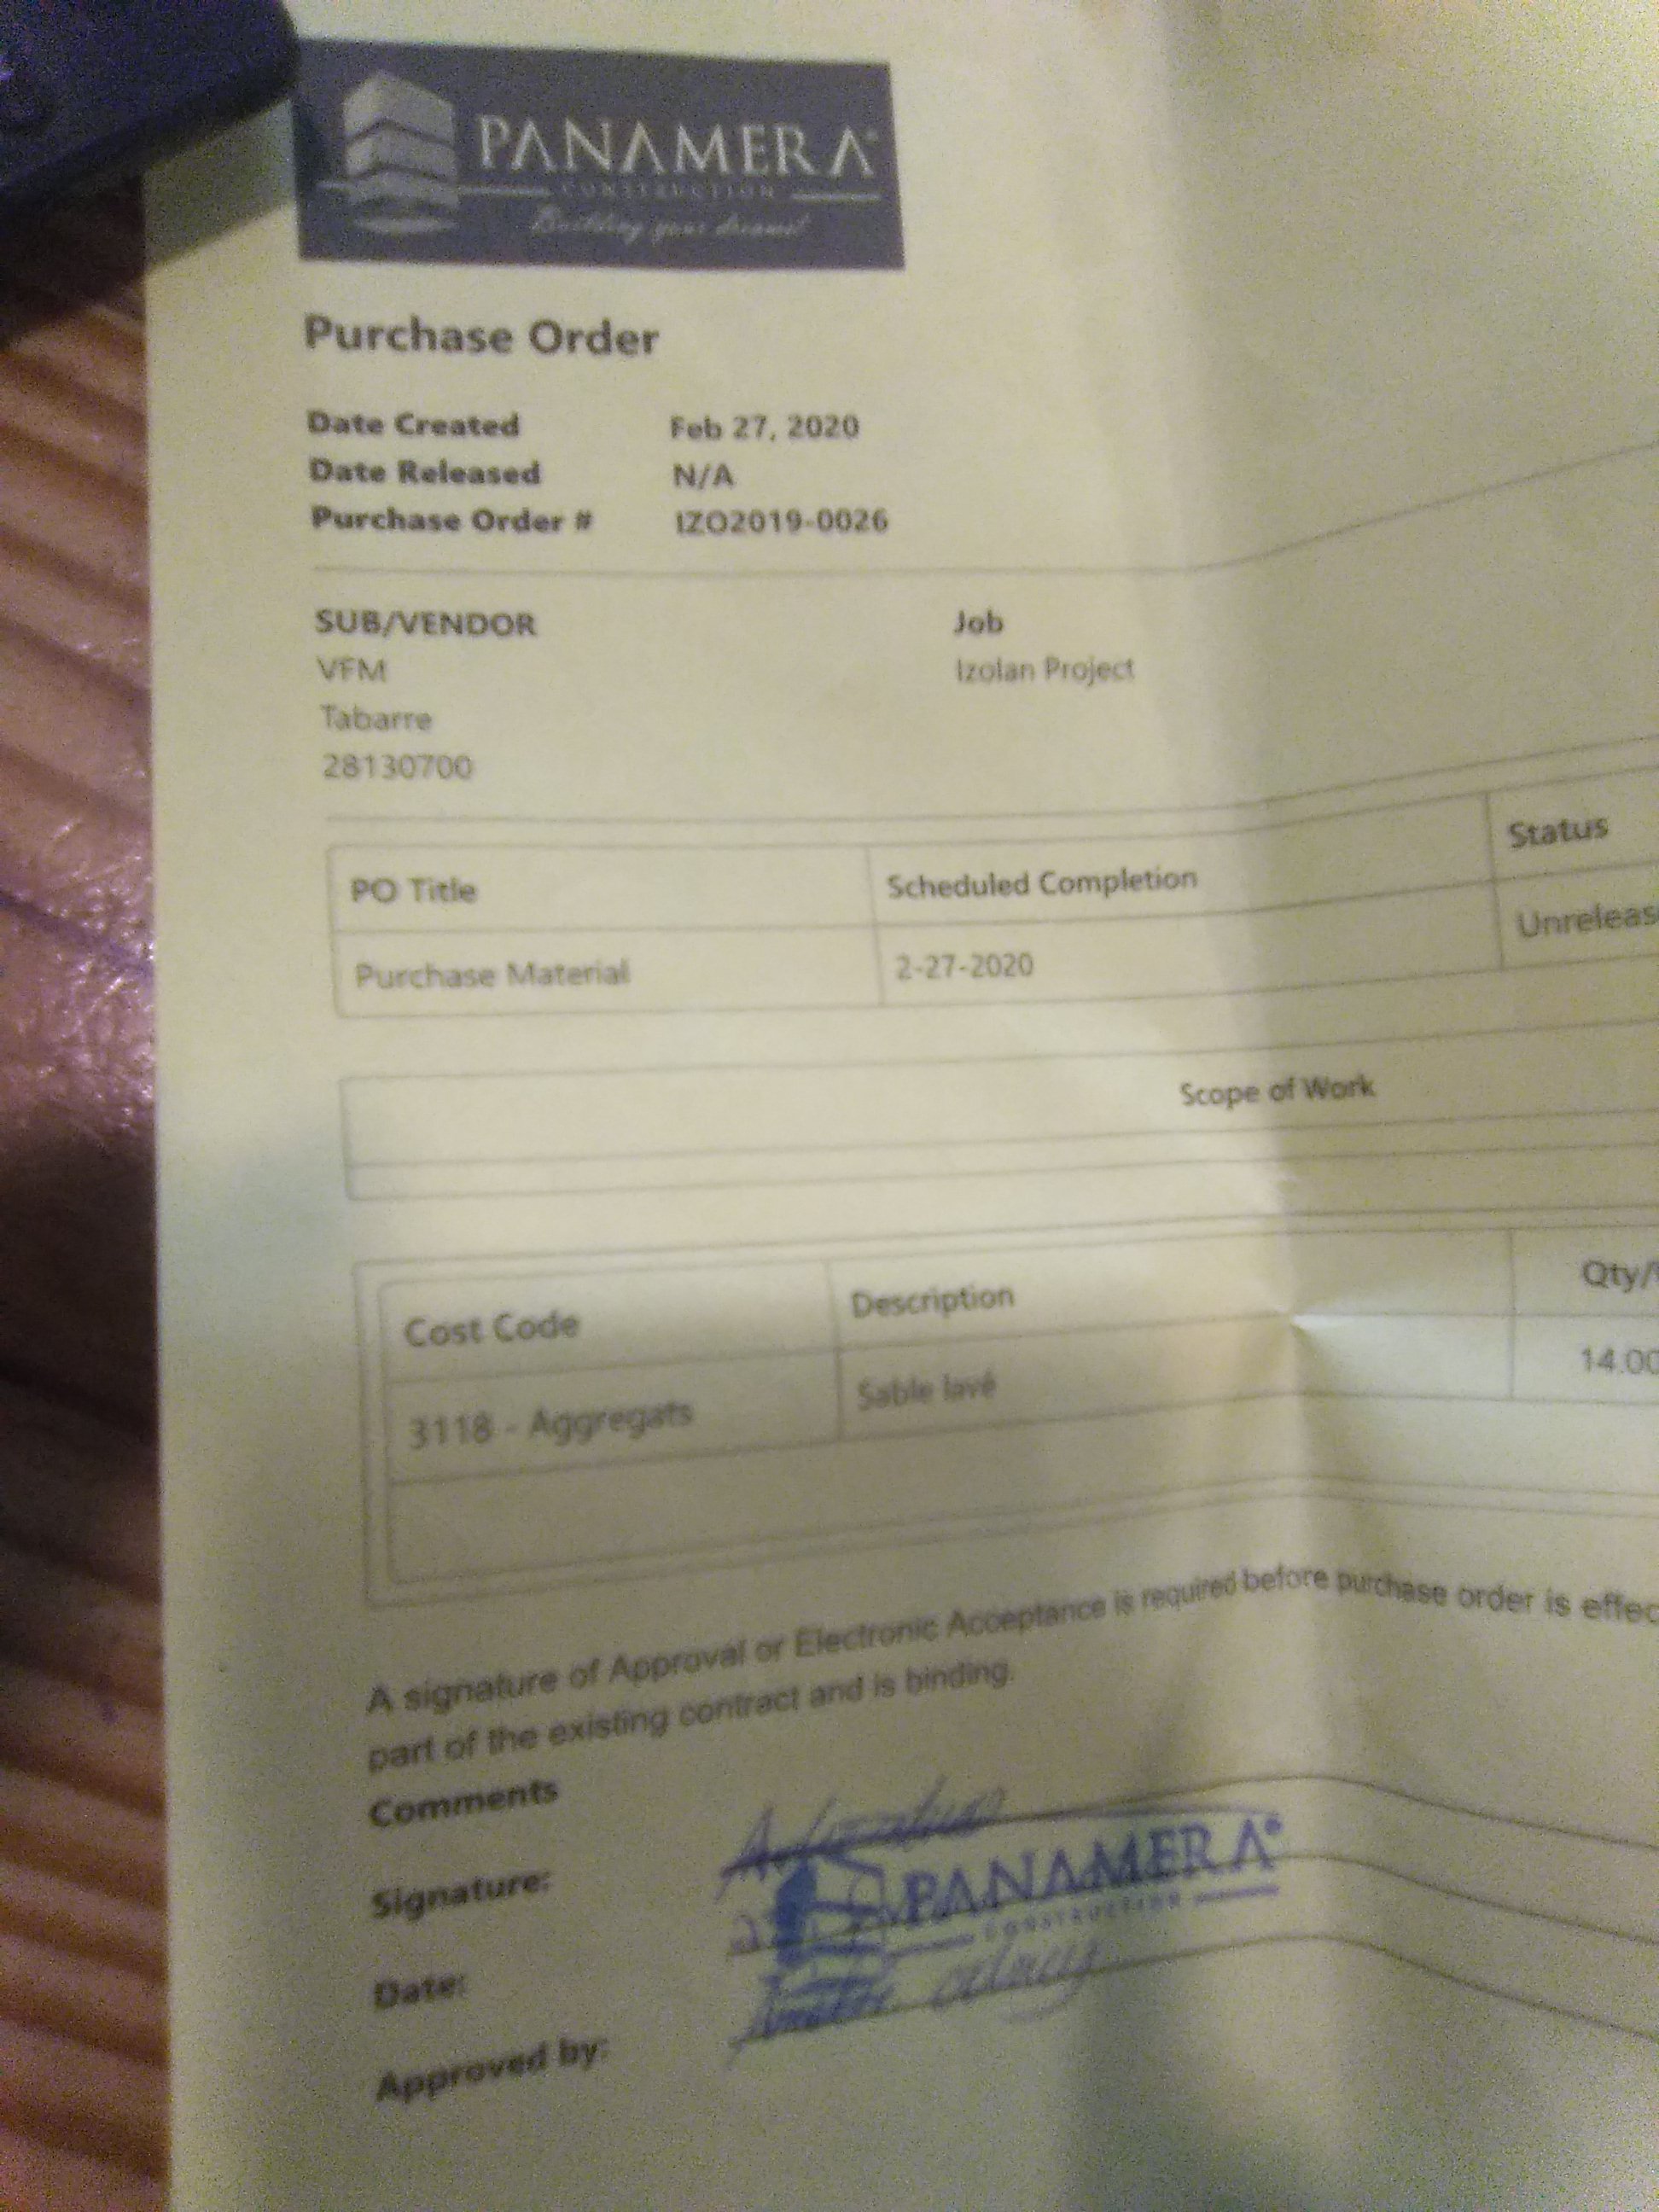 PANAMERA®
CONSTRUCTION
Building your dreams!
Purchase Order
Date Created Feb 27, 2020
Date Released N/A
Purchase Order # IZO2019-0026
SUB/VENDOR Job
VFM Izolan Project
Tabarre
28130700
PO Title Scheduled Completion Status
Purchase Material 2-27-2020 Unreleas
Scope of Work
Cost Code Description Qty/
3118 - Aggregats Sable lavé 14.00
A signature of Approval or Electronic Acceptance is required before purchase order is effec
part of the existing contract and is binding.
Comments
Signature:
PANAMERA®
CONSTRUCTION
Date:
Approved by: